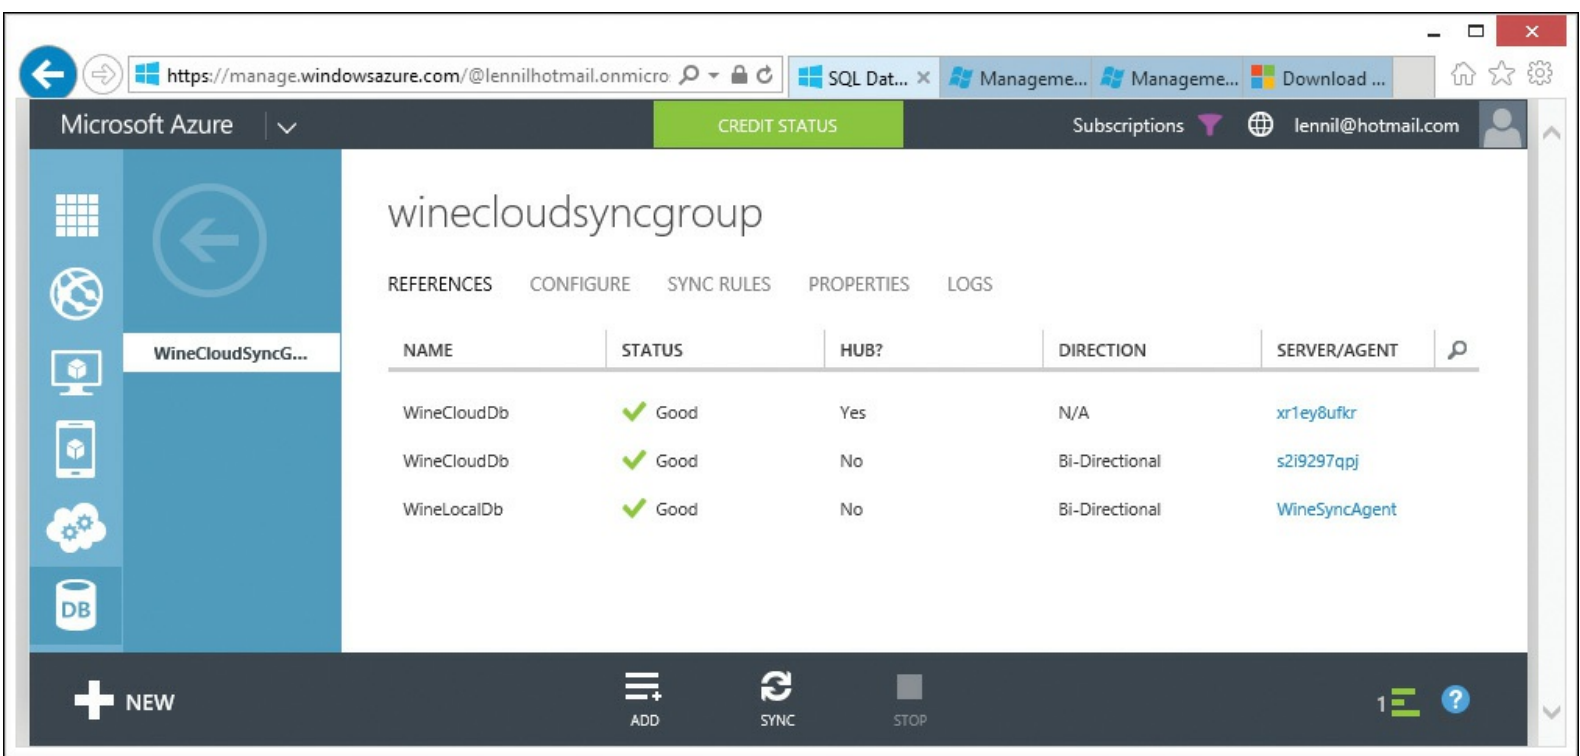 https://manage.windowsazure.com/@lennilhotmail.onmicro
SQL Dat...
Manageme...
Manageme...
Download ...
Microsoft Azure
CREDIT STATUS
Subscriptions
lennil@hotmail.com
winecloudsyncgroup
REFERENCES CONFIGURE SYNC RULES PROPERTIES LOGS
WineCloudSyncG...
NAME STATUS HUB? DIRECTION SERVER/AGENT
WineCloudDb Good Yes N/A xr1ey8ufkr
WineCloudDb Good No Bi-Directional s2i9297qpj
WineLocalDb Good No Bi-Directional WineSyncAgent
DB
NEW
ADD
SYNC
STOP
1
?